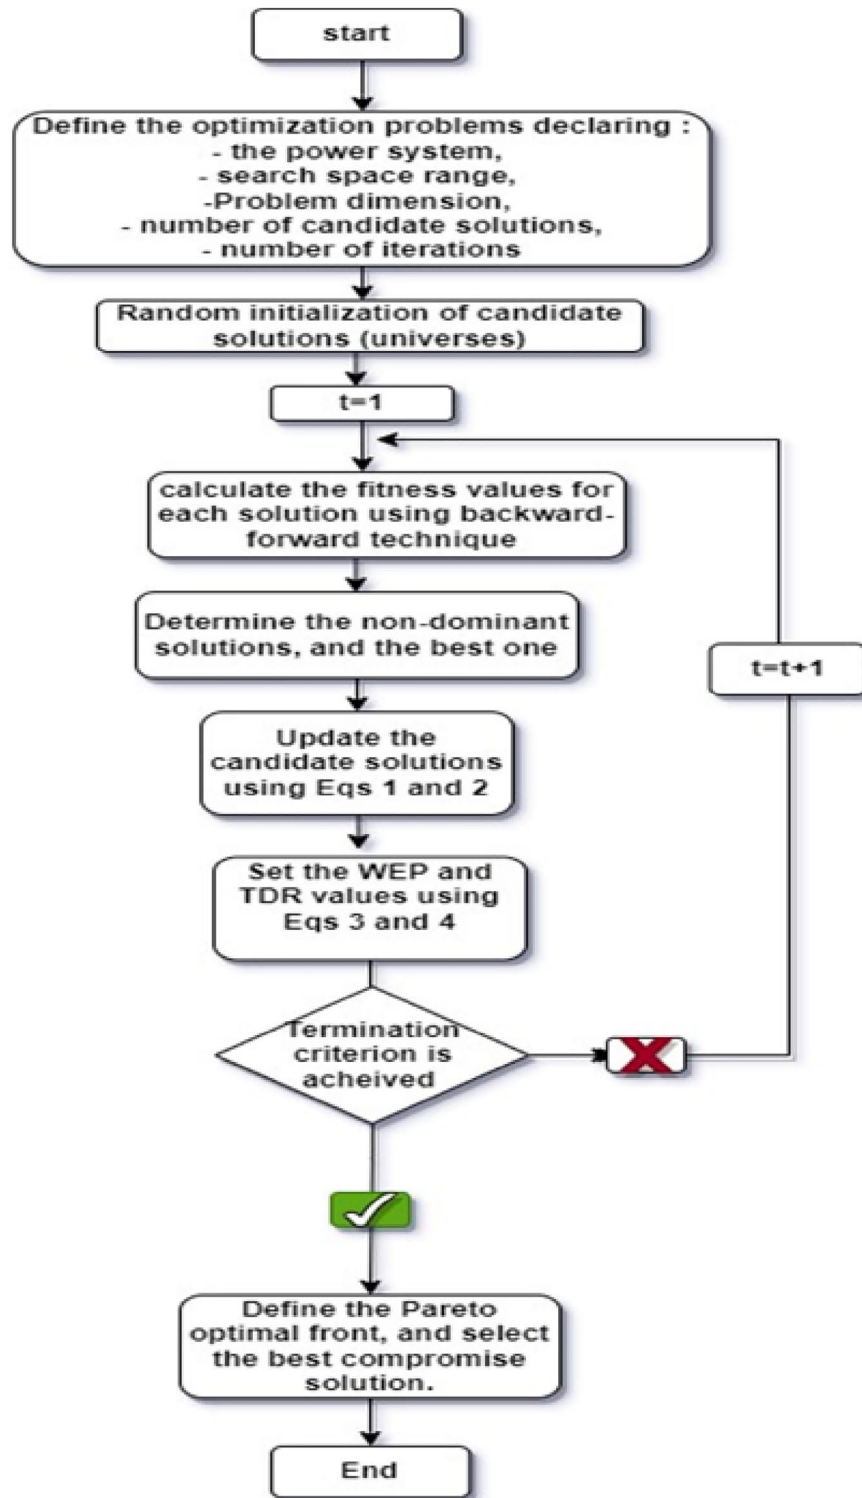 start
Define the optimization problems declaring :
- the power system,
- search space range,
-Problem dimension,
- number of candidate solutions,
- number of iterations
Random initialization of candidate
solutions (universes)
t=1
calculate the fitness values for
each solution using backward-
forward technique
Determine the non-dominant
solutions, and the best one
t=t+1
Update the
candidate solutions
using Eqs 1 and 2
Set the WEP and
TDR values using
Eqs 3 and 4
Termination
criterion is
acheived
Define the Pareto
optimal front, and select
the best compromise
solution.
End